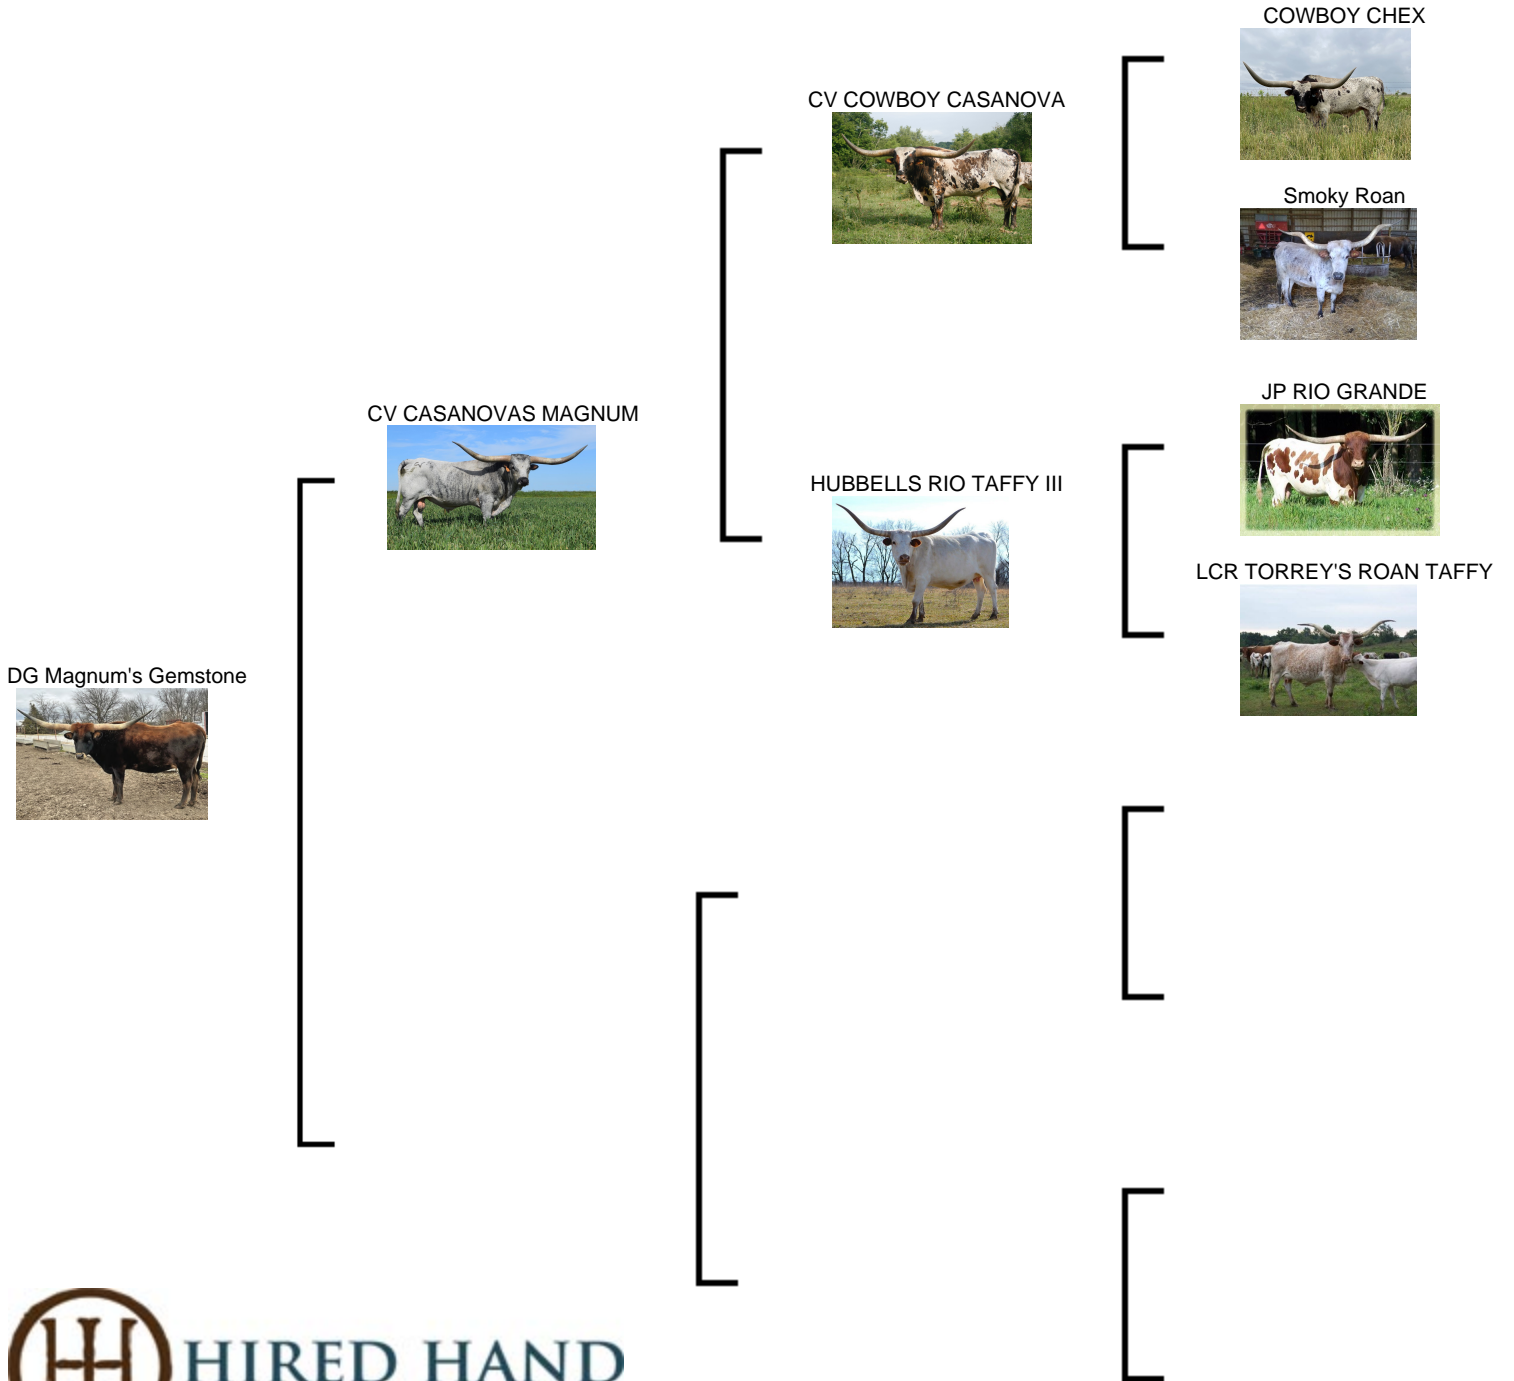 COWBOY CHEX
CV COWBOY CASANOVA
Smoky Roan
JP RIO GRANDE
CV CASANOVAS MAGNUM
HUBBELLS RIO TAFFY III
LCR TORREY'S ROAN TAFFY
DG Magnum's Gemstone
HIRED HAND